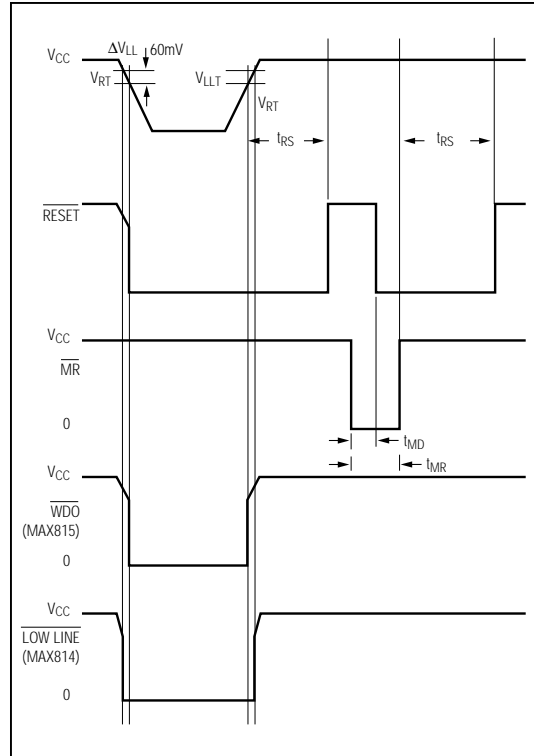 ΔVLL 60mV
VCC
VRT VLLT
VRT
tRS tRS
RESET
VCC
MR
0
tMD
tMR
VCC
WDO
(MAX815)
0
VCC
LOW LINE
(MAX814)
0